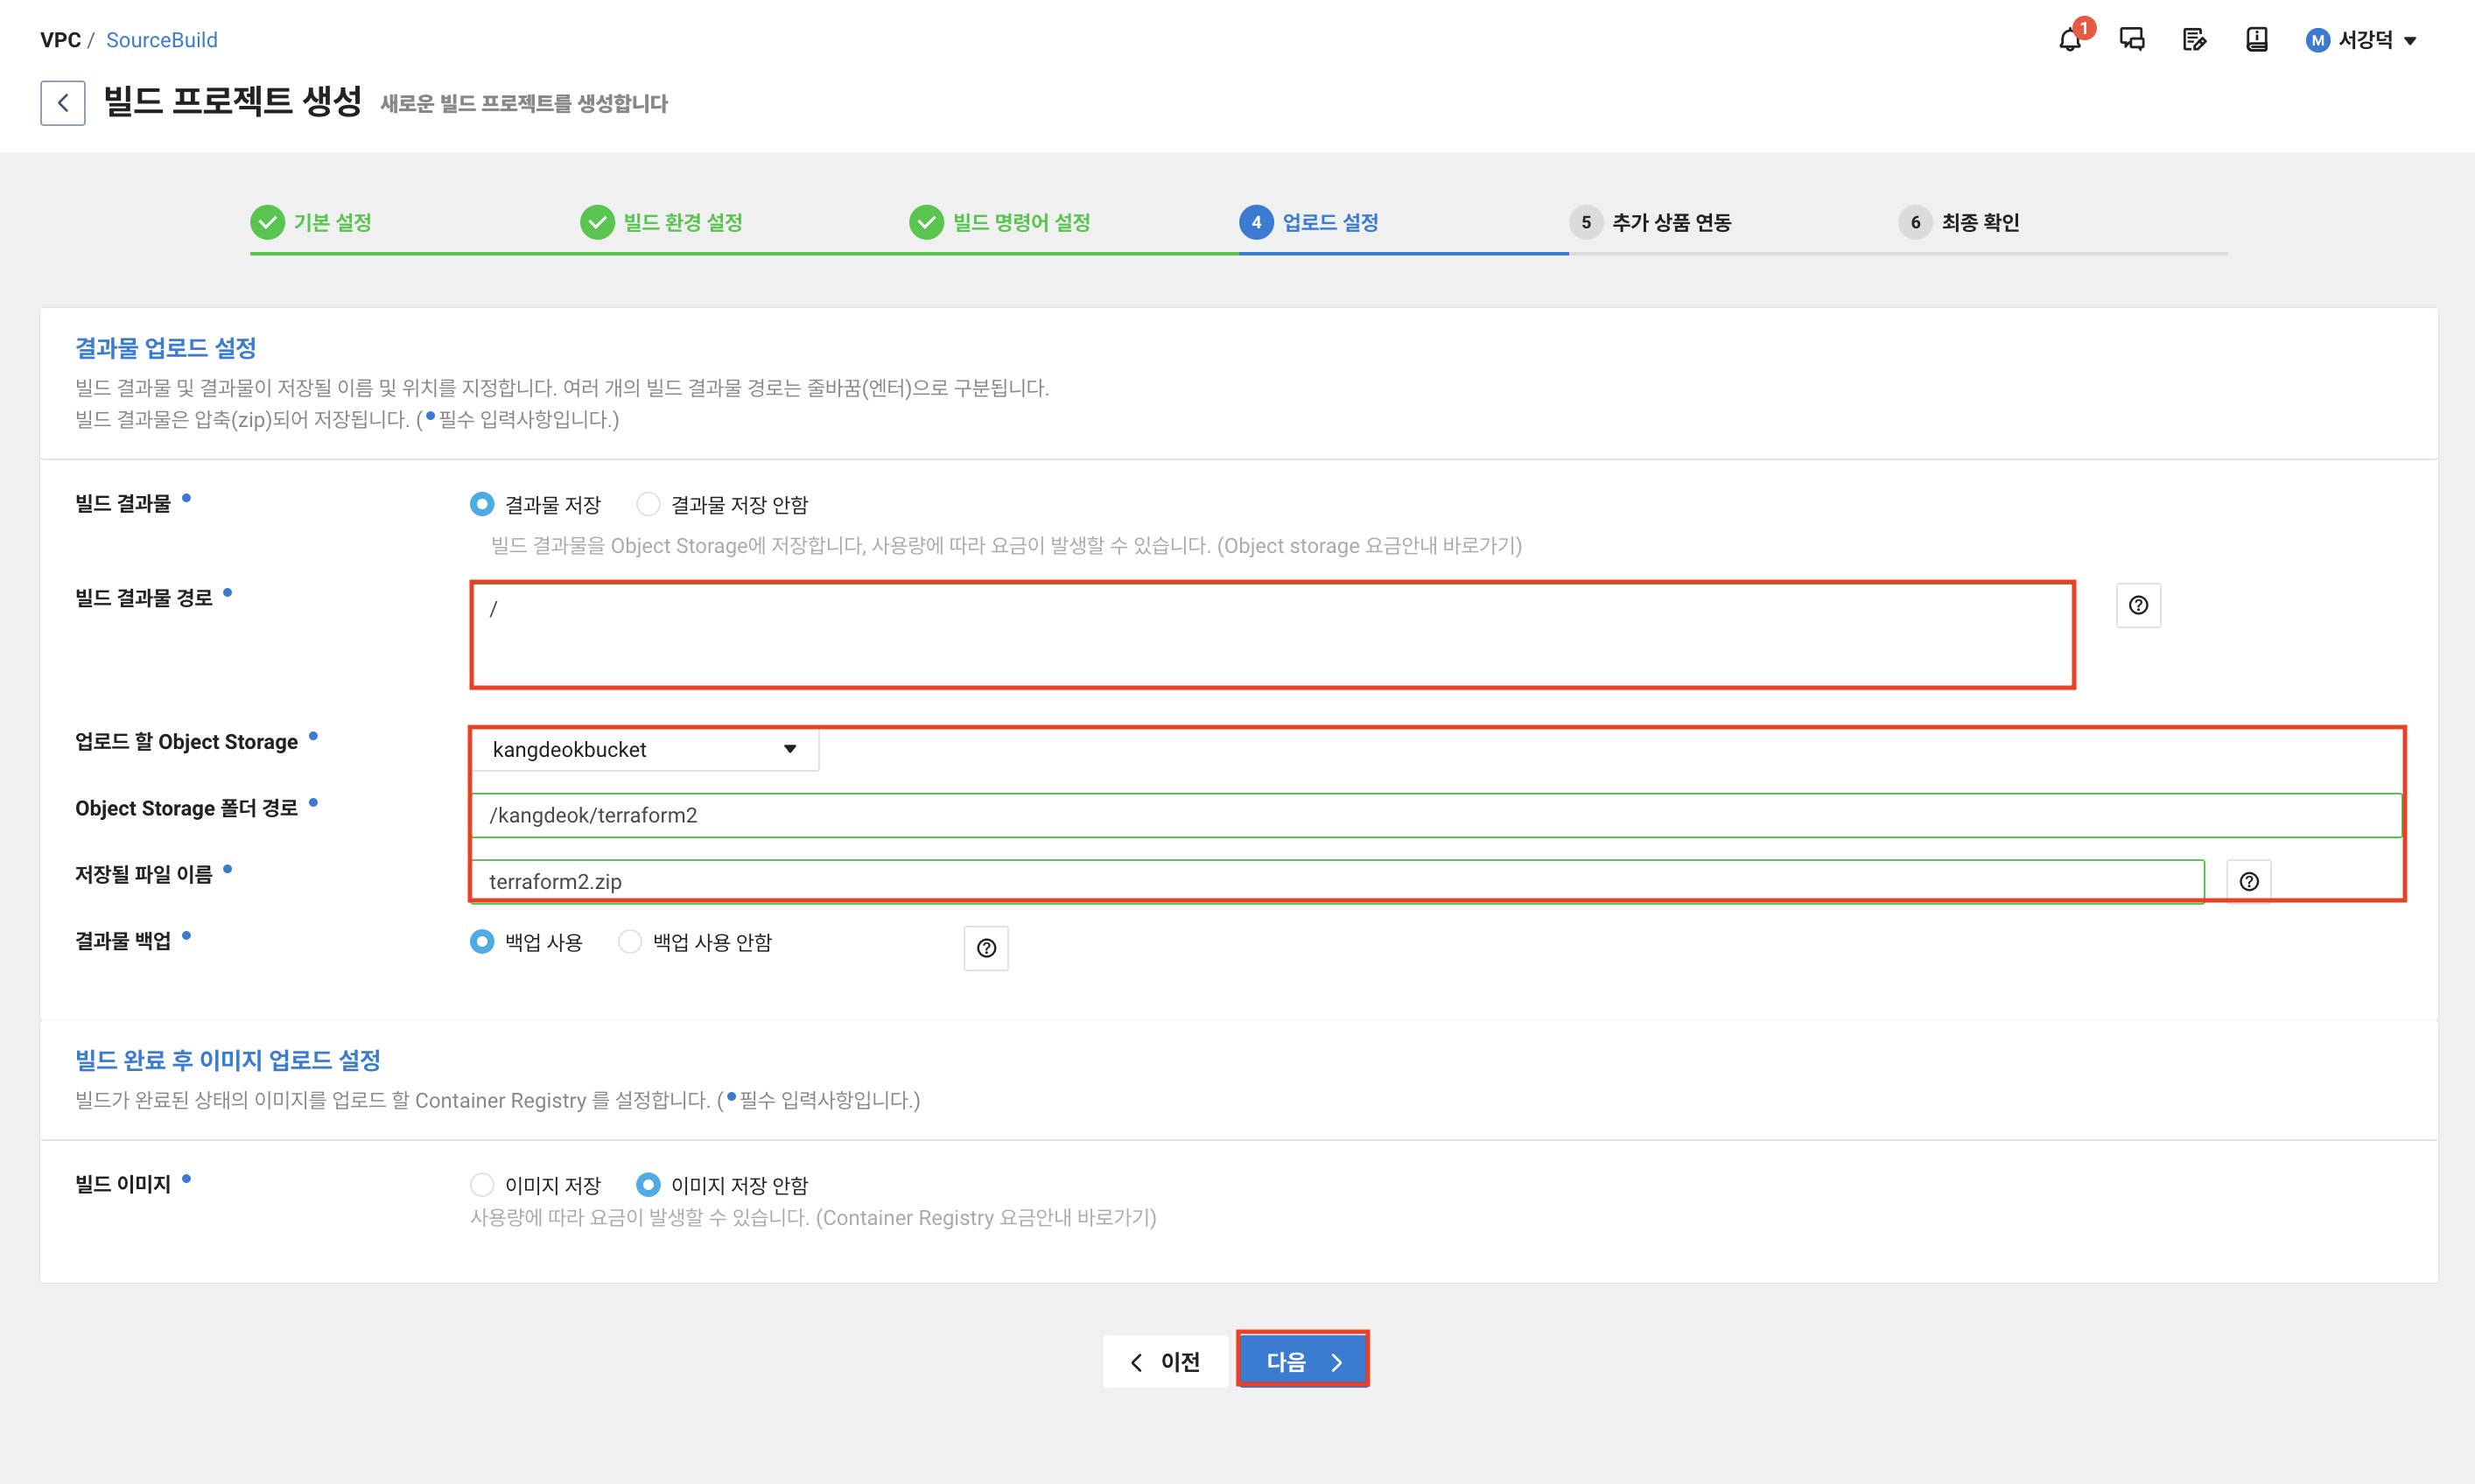 VPC / SourceBuild
1
M 서강덕
빌드 프로젝트 생성 새로운 빌드 프로젝트를 생성합니다
기본 설정
빌드 환경 설정
빌드 명령어 설정
4 업로드 설정
5 추가 상품 연동
6 최종 확인
결과물 업로드 설정
빌드 결과물 및 결과물이 저장될 이름 및 위치를 지정합니다. 여러 개의 빌드 결과물 경로는 줄바꿈(엔터)으로 구분됩니다.
빌드 결과물은 압축(zip)되어 저장됩니다. (•필수 입력사항입니다.)
빌드 결과물 •
결과물 저장 결과물 저장 안함
빌드 결과물을 Object Storage에 저장합니다, 사용량에 따라 요금이 발생할 수 있습니다. (Object storage 요금안내 바로가기)
빌드 결과물 경로 •
/
?
업로드 할 Object Storage •
kangdeokbucket
Object Storage 폴더 경로 •
/kangdeok/terraform2
저장될 파일 이름 •
terraform2.zip
?
결과물 백업 •
백업 사용 백업 사용 안함
?
빌드 완료 후 이미지 업로드 설정
빌드가 완료된 상태의 이미지를 업로드 할 Container Registry 를 설정합니다. (•필수 입력사항입니다.)
빌드 이미지 •
이미지 저장 이미지 저장 안함
사용량에 따라 요금이 발생할 수 있습니다. (Container Registry 요금안내 바로가기)
이전
다음